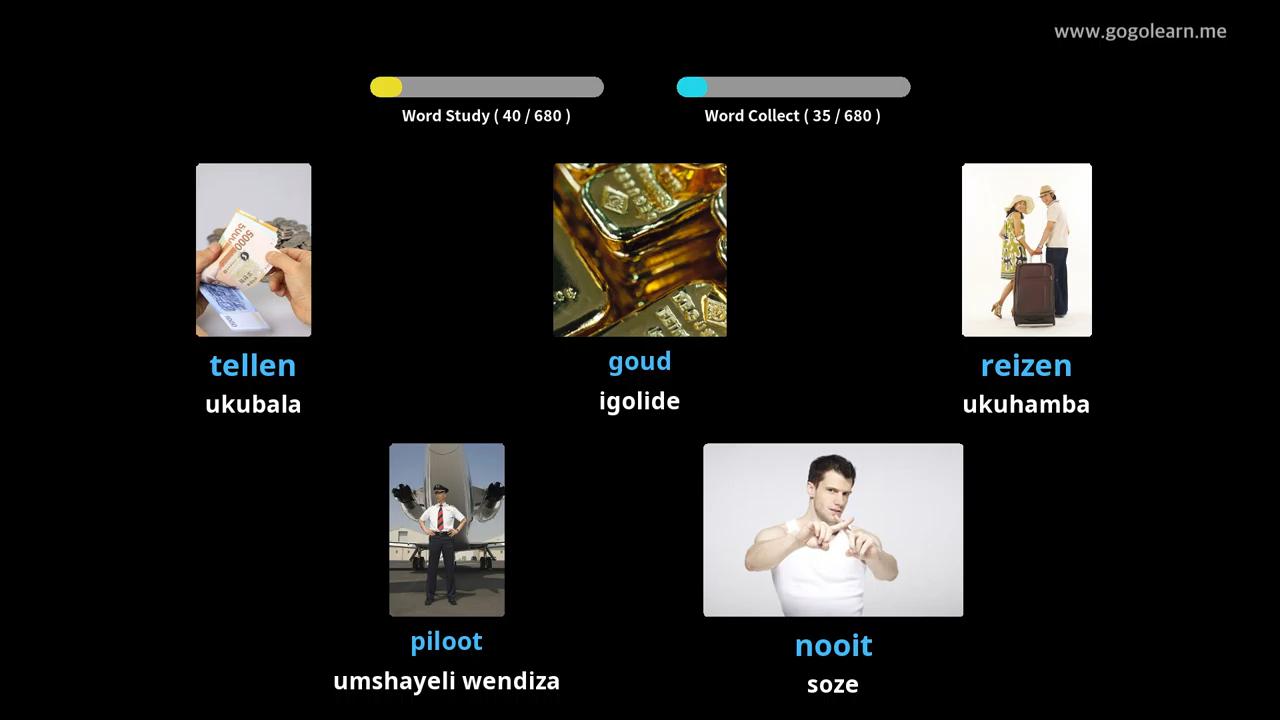 www.gogolearn.me
Word Study ( 40 / 680 )
Word Collect ( 35 / 680 )
tellen
ukubala
goud
igolide
reizen
ukuhamba
piloot
umshayeli wendiza
nooit
soze